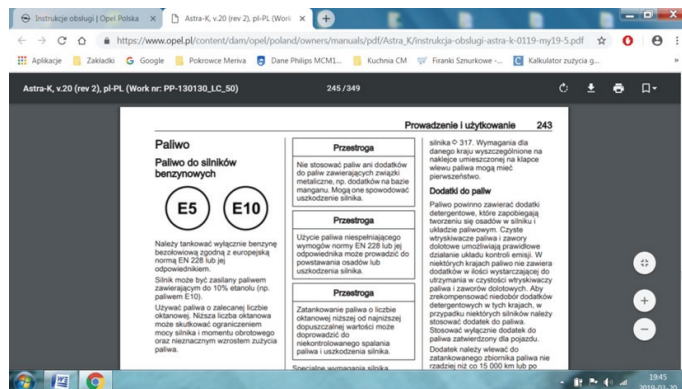 Instrukcje obsługi | Opel Polska
Astra-K, v.20 (rev 2), pl-PL (Work
https://www.opel.pl/content/dam/opel/poland/owners/manuals/pdf/Astra_K/instrukcja-obslugi-astra-k-0119-my19-5.pdf
Aplikacje Zakładki Google Pokrowce Meriva Dane Philips MCM1... Kuchnia CM Firanki Sznurkowe -... Kalkulator zużycia g...
Astra-K, v.20 (rev 2), pl-PL (Work nr: PP-130130_LC_50) 245 / 349
Prowadzenie i użytkowanie 243
Paliwo
Paliwo do silników
benzynowych
E5 E10
Należy tankować wyłącznie benzynę
bezołowiową zgodną z europejską
normą EN 228 lub jej
odpowiednikiem.
Silnik może być zasilany paliwem
zawierającym do 10% etanolu (np.
paliwem E10).
Używać paliwa o zalecanej liczbie
oktanowej. Niższa liczba oktanowa
może skutkować ograniczeniem
mocy silnika i momentu obrotowego
oraz nieznacznym wzrostem zużycia
paliwa.
Przestroga
Nie stosować paliw ani dodatków
do paliw zawierających związki
metaliczne, np. dodatków na bazie
manganu. Mogą one spowodować
uszkodzenie silnika.
Przestroga
Użycie paliwa niespełniającego
wymogów normy EN 228 lub jej
odpowiednika może prowadzić do
powstawania osadów lub
uszkodzenia silnika.
Przestroga
Zatankowanie paliwa o liczbie
oktanowej niższej od najniższej
dopuszczalnej wartości może
doprowadzić do
niekontrolowanego spalania
paliwa i uszkodzenia silnika.
Specjalne wymagania silnika
silnika ⇨ 317. Wymagania dla
danego kraju wyszczególnione na
naklejce umieszczonej na klapce
wlewu paliwa mogą mieć
pierwszeństwo.
Dodatki do paliw
Paliwo powinno zawierać dodatki
detergentowe, które zapobiegają
tworzeniu się osadów w silniku i
układzie paliwowym. Czyste
wtryskiwacze paliwa i zawory
dolotowe umożliwiają prawidłowe
działanie układu kontroli emisji. W
niektórych krajach paliwo nie zawiera
dodatków w ilości wystarczającej do
utrzymania w czystości wtryskiwaczy
paliwa i zaworów dolotowych. Aby
zrekompensować niedobór dodatków
detergentowych w tych krajach, w
przypadku niektórych silników należy
stosować dodatek do paliwa.
Stosować wyłącznie dodatek do
paliwa zatwierdzony dla pojazdu.
Dodatek należy wlewać do
zatankowanego zbiornika paliwa nie
rzadziej niż co 15 000 km lub po
19:45
2019-03-20